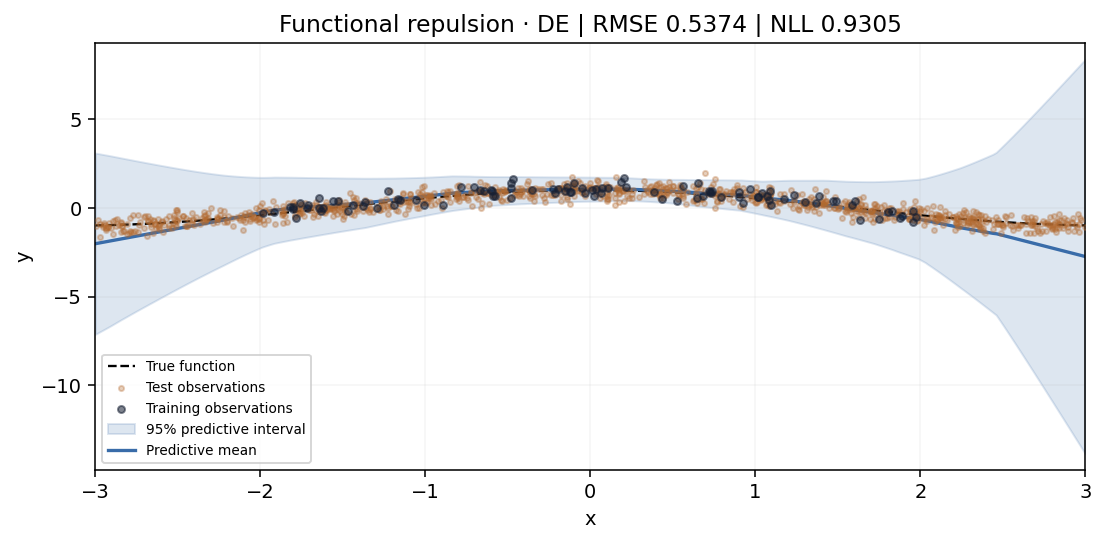 Functional repulsion · DE | RMSE 0.5374 | NLL 0.9305
y
5
0
−5
−10
True function
Test observations
Training observations
95% predictive interval
Predictive mean
−3 −2 −1 0 1 2 3
x